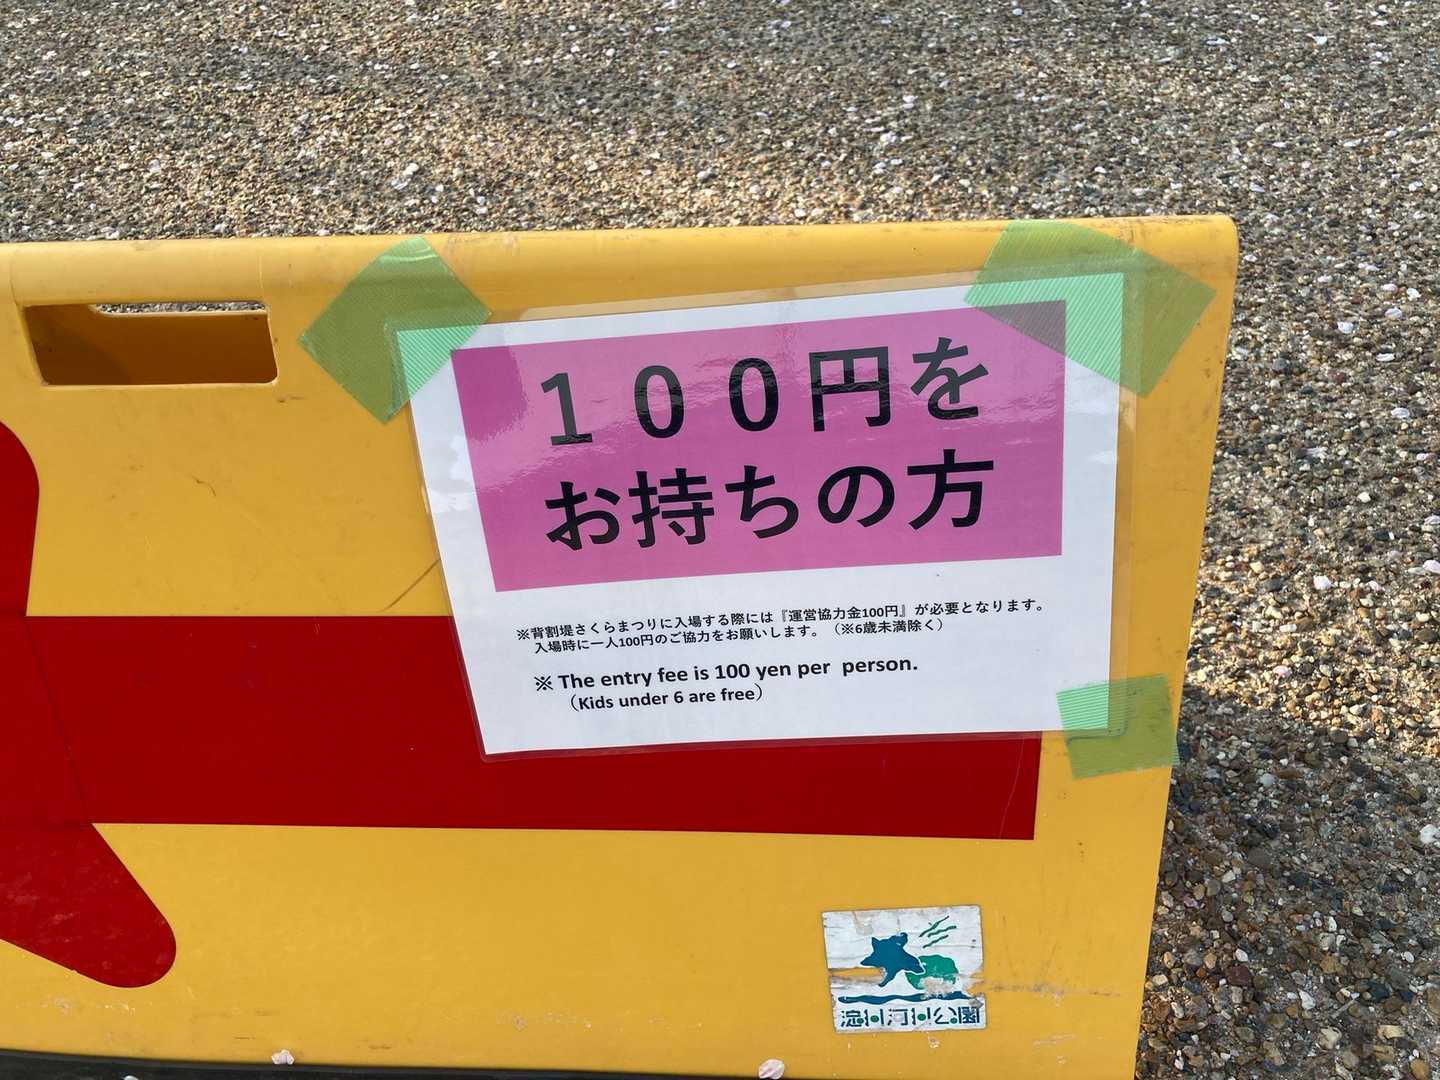 １００円を
お持ちの方
※背割堤さくらまつりに入場する際には『運営協力金100円』が必要となります。
入場時に一人100円のご協力をお願いします。（※6歳未満除く）
※ The entry fee is 100 yen per person.
（Kids under 6 are free）
淀川河川公園